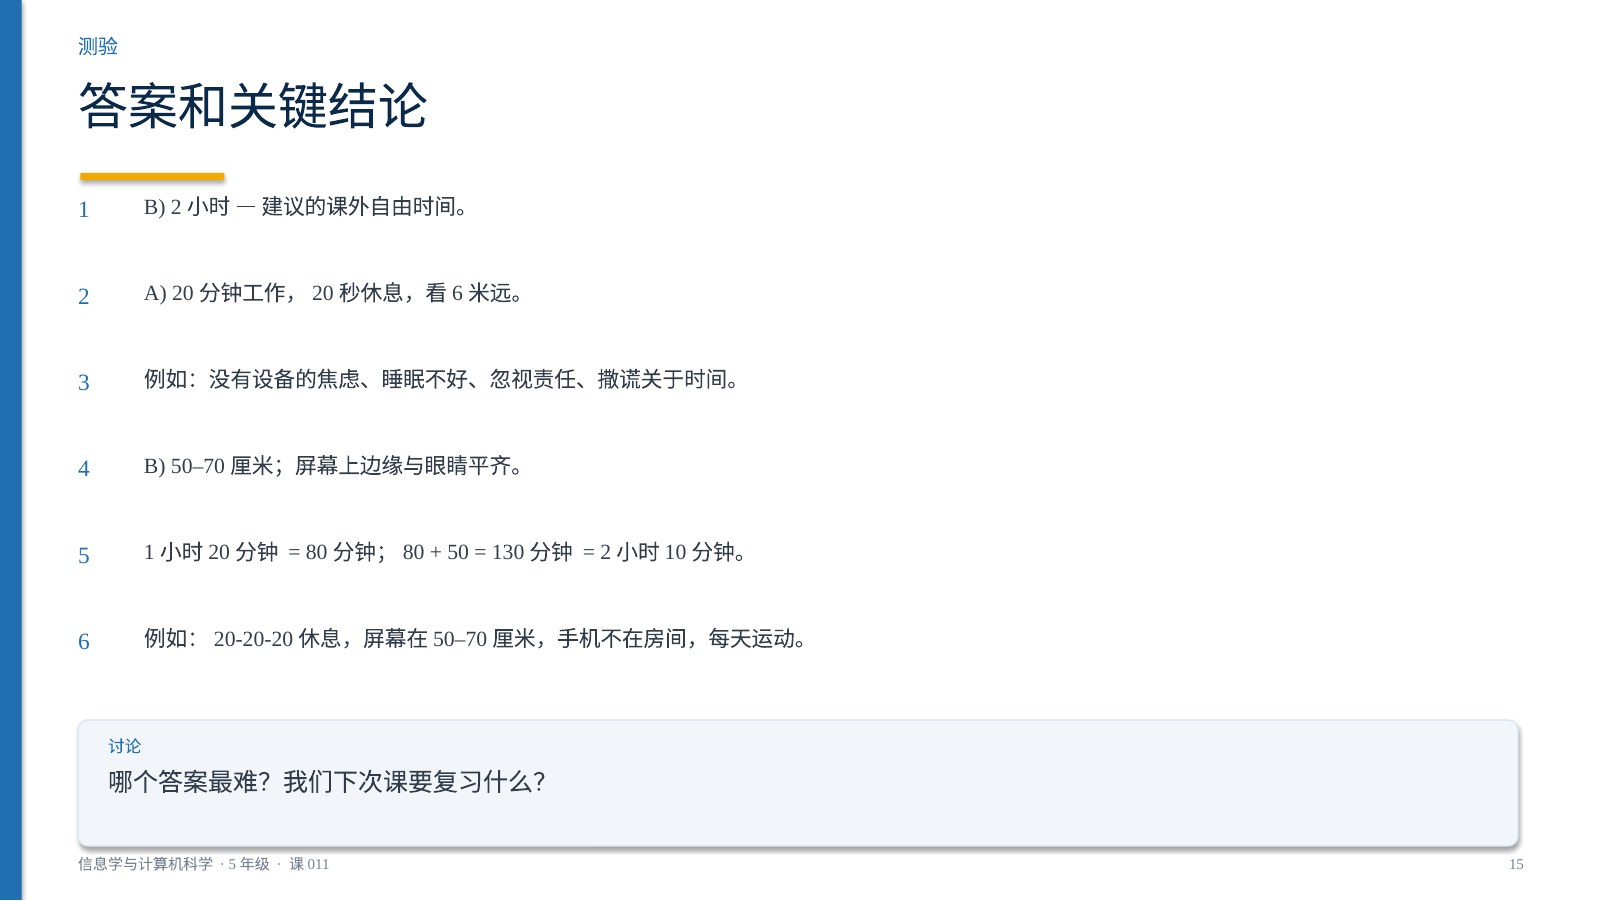 测验
答案和关键结论
1 B) 2 小时 — 建议的课外自由时间。
2 A) 20 分钟工作， 20 秒休息，看 6 米远。
3 例如：没有设备的焦虑、睡眠不好、忽视责任、撒谎关于时间。
4 B) 50–70 厘米；屏幕上边缘与眼睛平齐。
5 1 小时 20 分钟 = 80 分钟； 80 + 50 = 130 分钟 = 2 小时 10 分钟。
6 例如： 20-20-20 休息，屏幕在 50–70 厘米，手机不在房间，每天运动。
讨论
哪个答案最难？我们下次课要复习什么？
信息学与计算机科学 · 5 年级 · 课 011
15